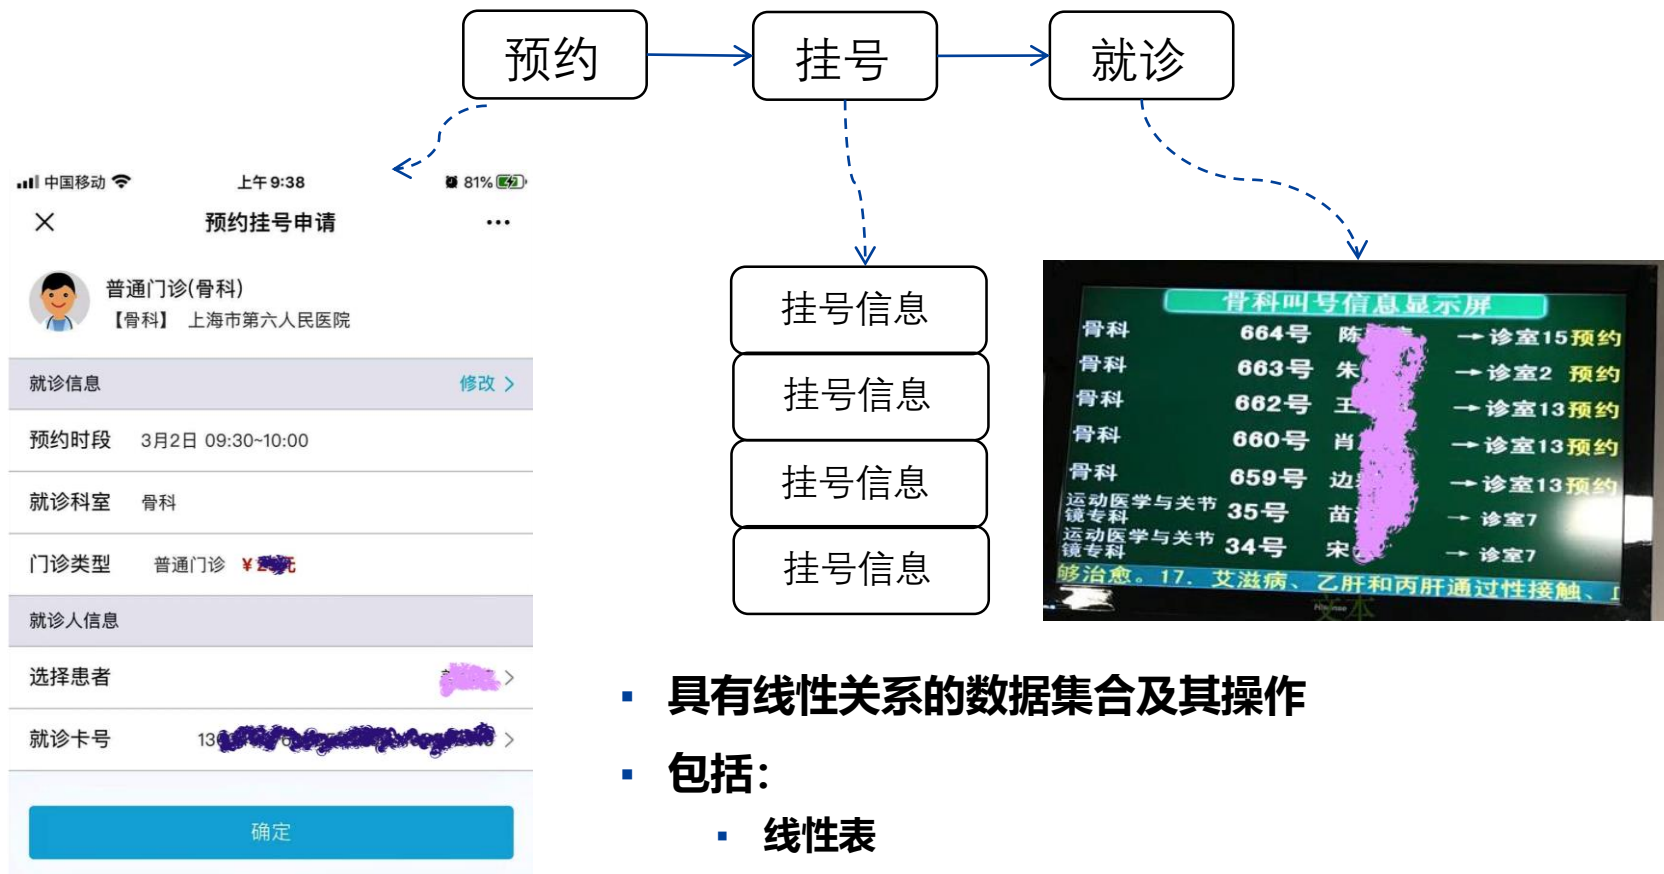 预约
挂号
就诊
中国移动
上午9:38
81%
预约挂号申请
普通门诊(骨科)
【骨科】 上海市第六人民医院
就诊信息
修改
预约时段 3月2日 09:30~10:00
就诊科室 骨科
门诊类型 普通门诊 ¥
就诊人信息
选择患者
就诊卡号 13
确定
挂号信息
挂号信息
挂号信息
挂号信息
骨科叫号信息显示屏
骨科 664号 陈 → 诊室15 预约
骨科 663号 朱 → 诊室2 预约
骨科 662号 王 → 诊室13 预约
骨科 660号 肖 → 诊室13 预约
骨科 659号 边 → 诊室13 预约
运动医学与关节
镜专科 35号 苗 → 诊室7
运动医学与关节
镜专科 34号 宋 → 诊室7
够治愈。17. 艾滋病、乙肝和丙肝通过性接触、
Hisense
文本
▪ 具有线性关系的数据集合及其操作
▪ 包括：
▪ 线性表